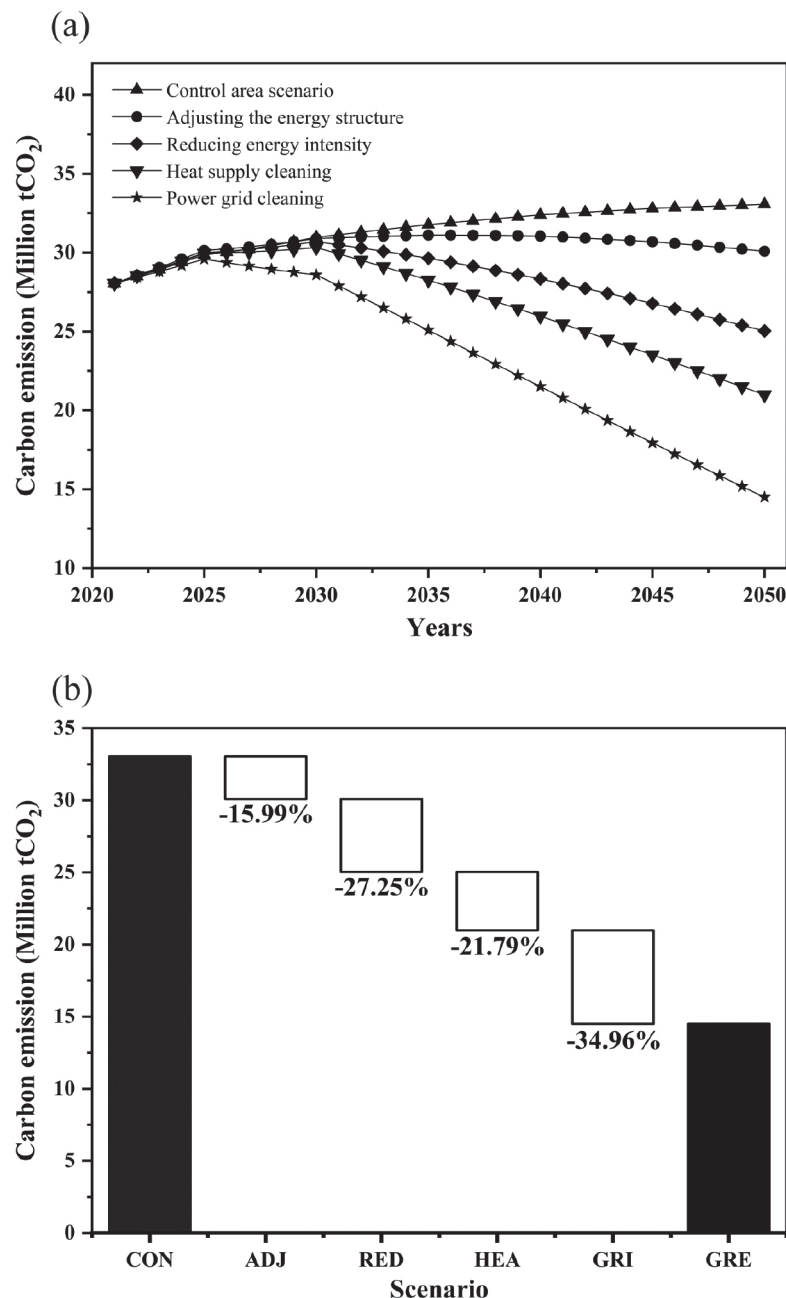 (a)
Control area scenario
Adjusting the energy structure
Reducing energy intensity
Heat supply cleaning
Power grid cleaning
Carbon emission (Million tCO₂)
40
35
30
25
20
15
10
2020 2025 2030 2035 2040 2045 2050
Years
(b)
Carbon emission (Million tCO₂)
35
30
25
20
15
10
5
0
-15.99%
-27.25%
-21.79%
-34.96%
CON ADJ RED HEA GRI GRE
Scenario